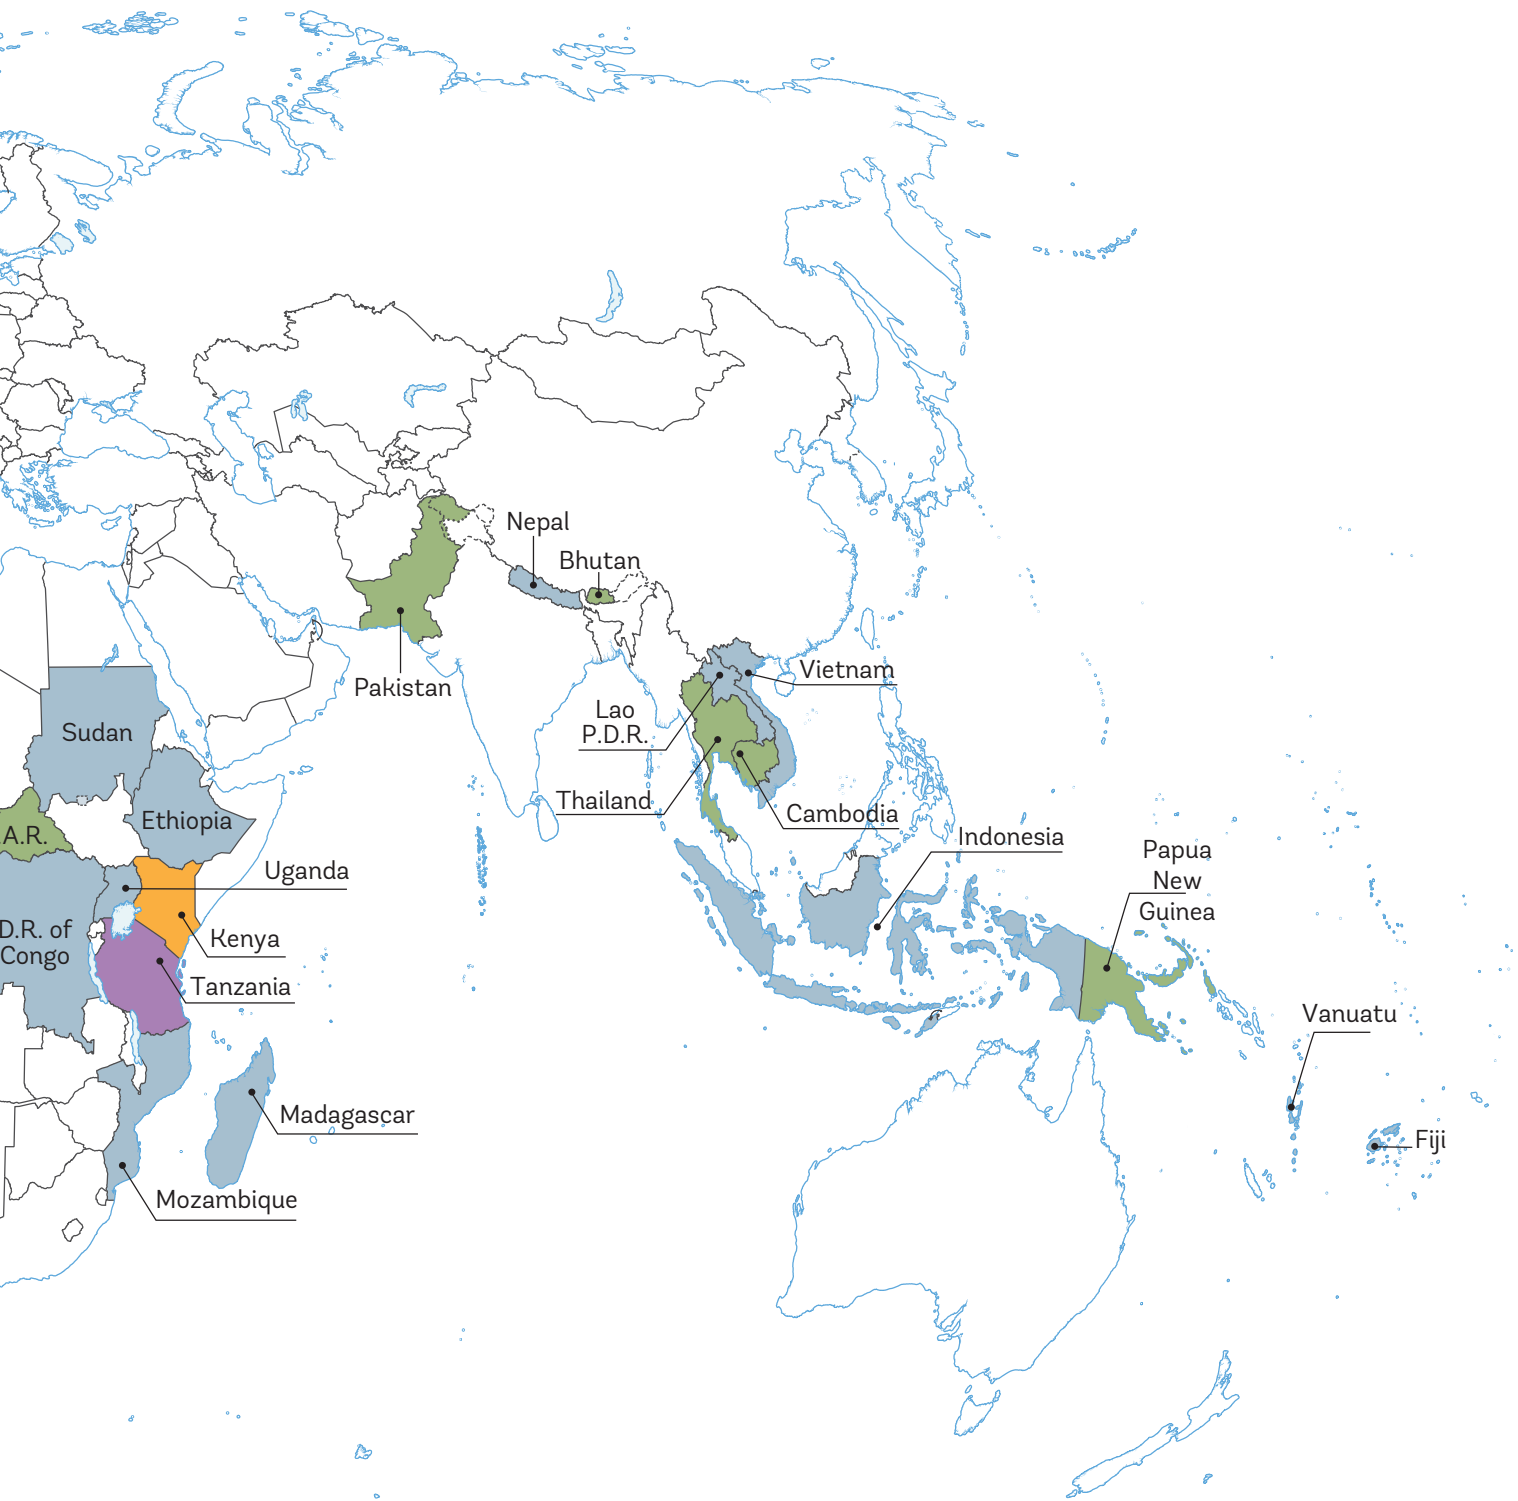 Nepal
Bhutan
Pakistan
Vietnam
Lao
P.D.R.
Sudan
Thailand
Cambodia
Ethiopia
A.R.
Indonesia
Papua
New
Guinea
Uganda
D.R. of
Congo
Kenya
Tanzania
Vanuatu
Madagascar
Fiji
Mozambique